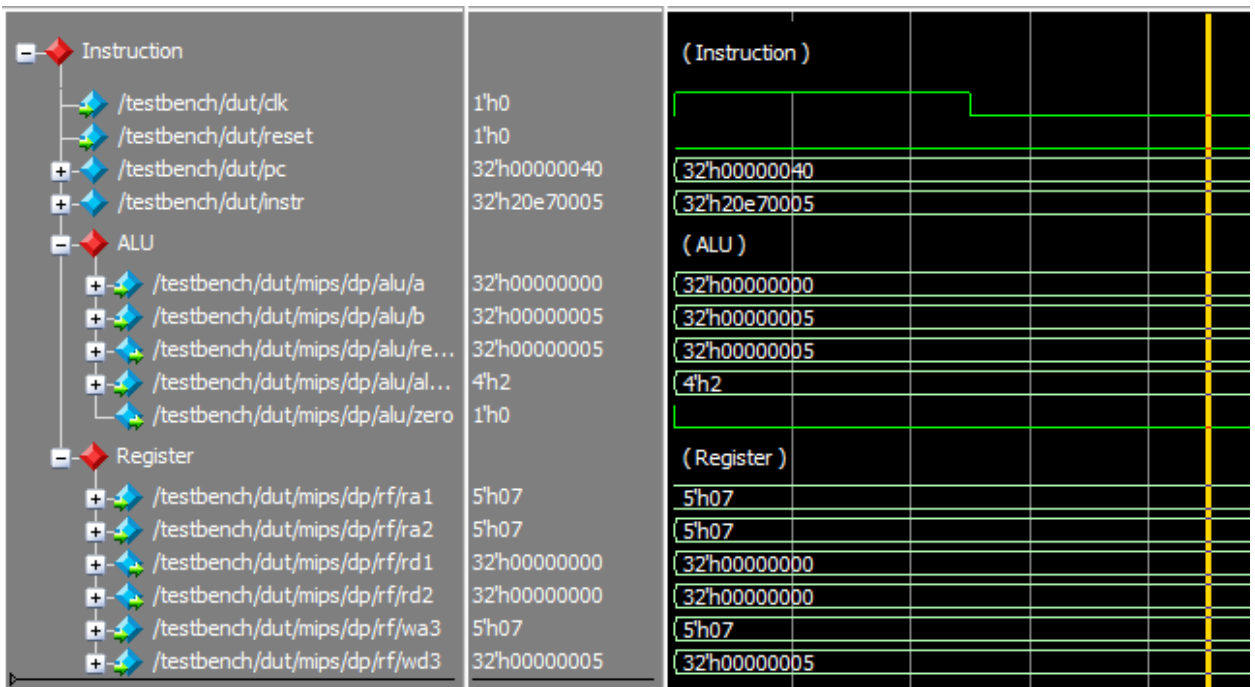 Instruction ( Instruction )
/testbench/dut/clk 1'h0
/testbench/dut/reset 1'h0
/testbench/dut/pc 32'h00000040 32'h00000040
/testbench/dut/instr 32'h20e70005 32'h20e70005
ALU ( ALU )
/testbench/dut/mips/dp/alu/a 32'h00000000 32'h00000000
/testbench/dut/mips/dp/alu/b 32'h00000005 32'h00000005
/testbench/dut/mips/dp/alu/re... 32'h00000005 32'h00000005
/testbench/dut/mips/dp/alu/al... 4'h2 4'h2
/testbench/dut/mips/dp/alu/zero 1'h0
Register ( Register )
/testbench/dut/mips/dp/rf/ra1 5'h07 5'h07
/testbench/dut/mips/dp/rf/ra2 5'h07 5'h07
/testbench/dut/mips/dp/rf/rd1 32'h00000000 32'h00000000
/testbench/dut/mips/dp/rf/rd2 32'h00000000 32'h00000000
/testbench/dut/mips/dp/rf/wa3 5'h07 5'h07
/testbench/dut/mips/dp/rf/wd3 32'h00000005 32'h00000005